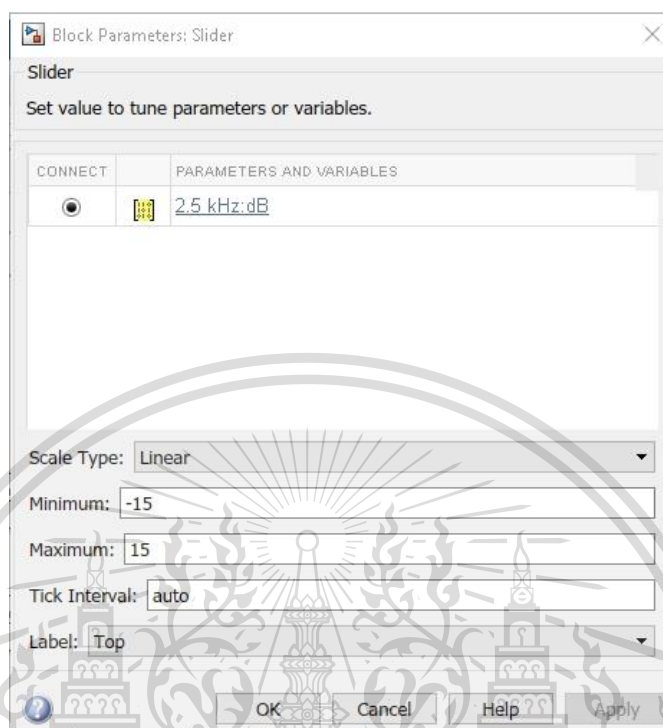 Block Parameters: Slider
Slider
Set value to tune parameters or variables.
CONNECT PARAMETERS AND VARIABLES
2.5 kHz:dB
Scale Type: Linear
Minimum: -15
Maximum: 15
Tick Interval: auto
Label: Top
OK Cancel Help Apply